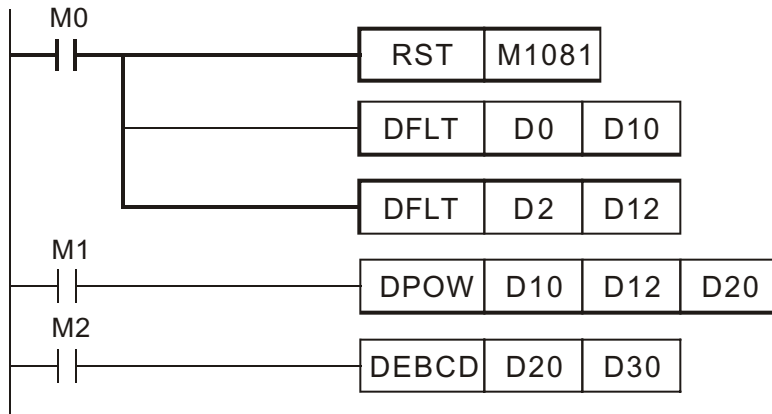 M0
RST M1081
DFLT D0 D10
DFLT D2 D12
M1
DPOW D10 D12 D20
M2
DEBCD D20 D30